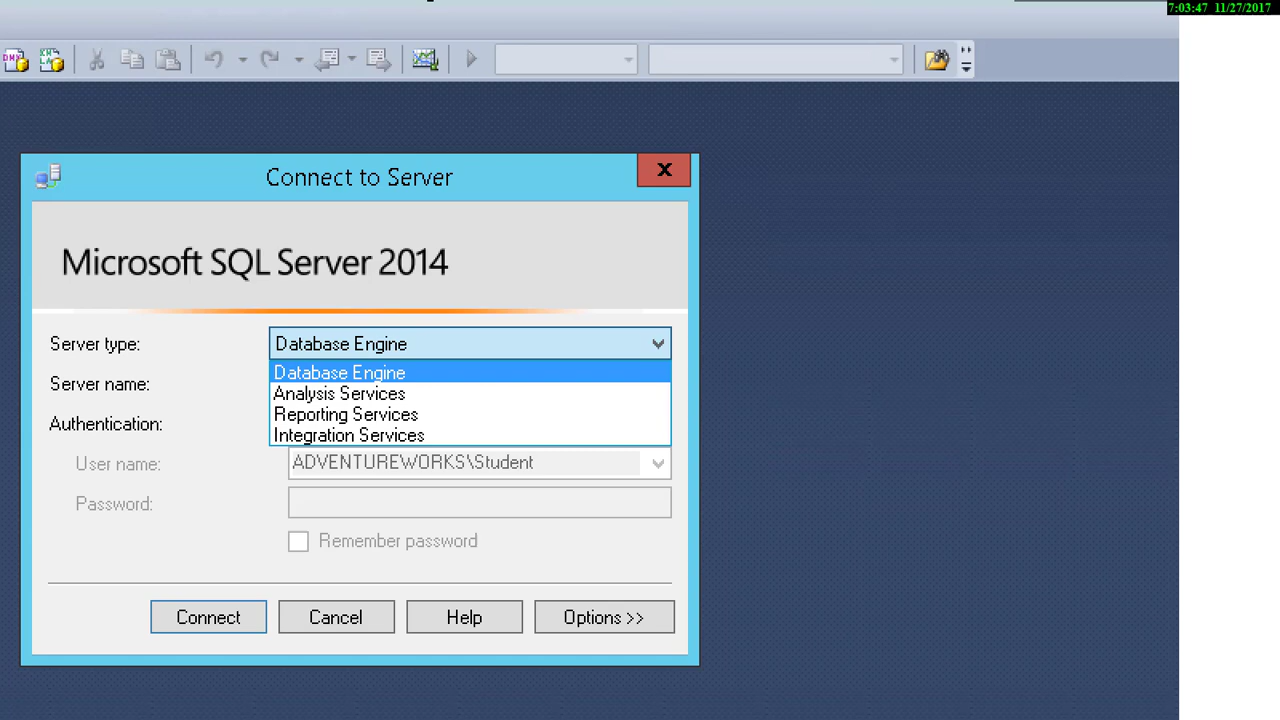 7:03:47 11/27/2017
Connect to Server
x
Microsoft SQL Server 2014
Server type:
Database Engine
Database Engine
Server name:
Analysis Services
Reporting Services
Authentication:
Integration Services
User name:
ADVENTUREWORKS\Student
Password:
Remember password
Connect
Cancel
Help
Options >>